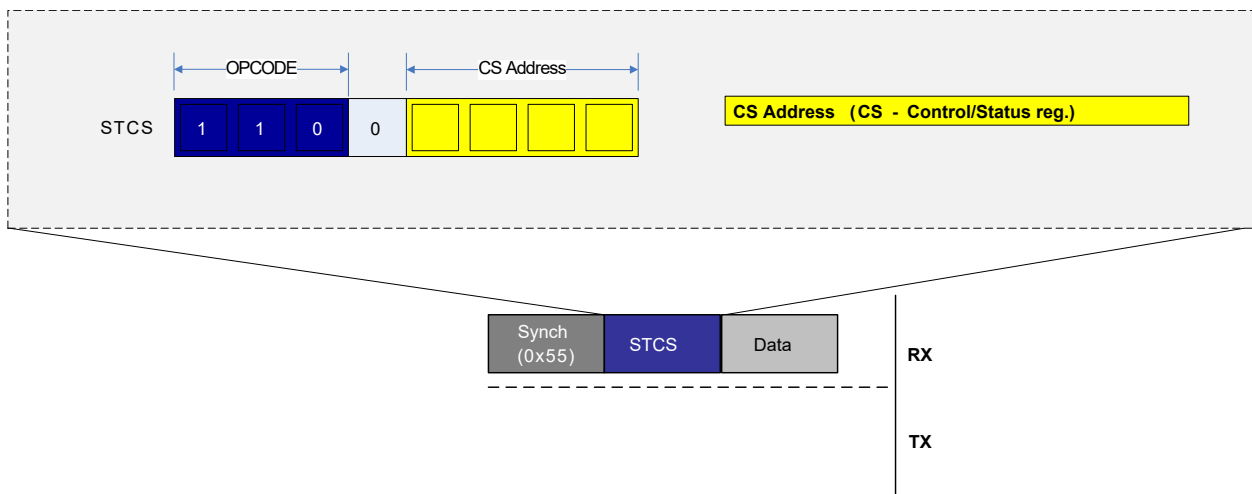 OPCODE
CS Address
STCS
1 1 0 0
CS Address (CS - Control/Status reg.)
Synch
(0x55)
STCS
Data
RX
TX